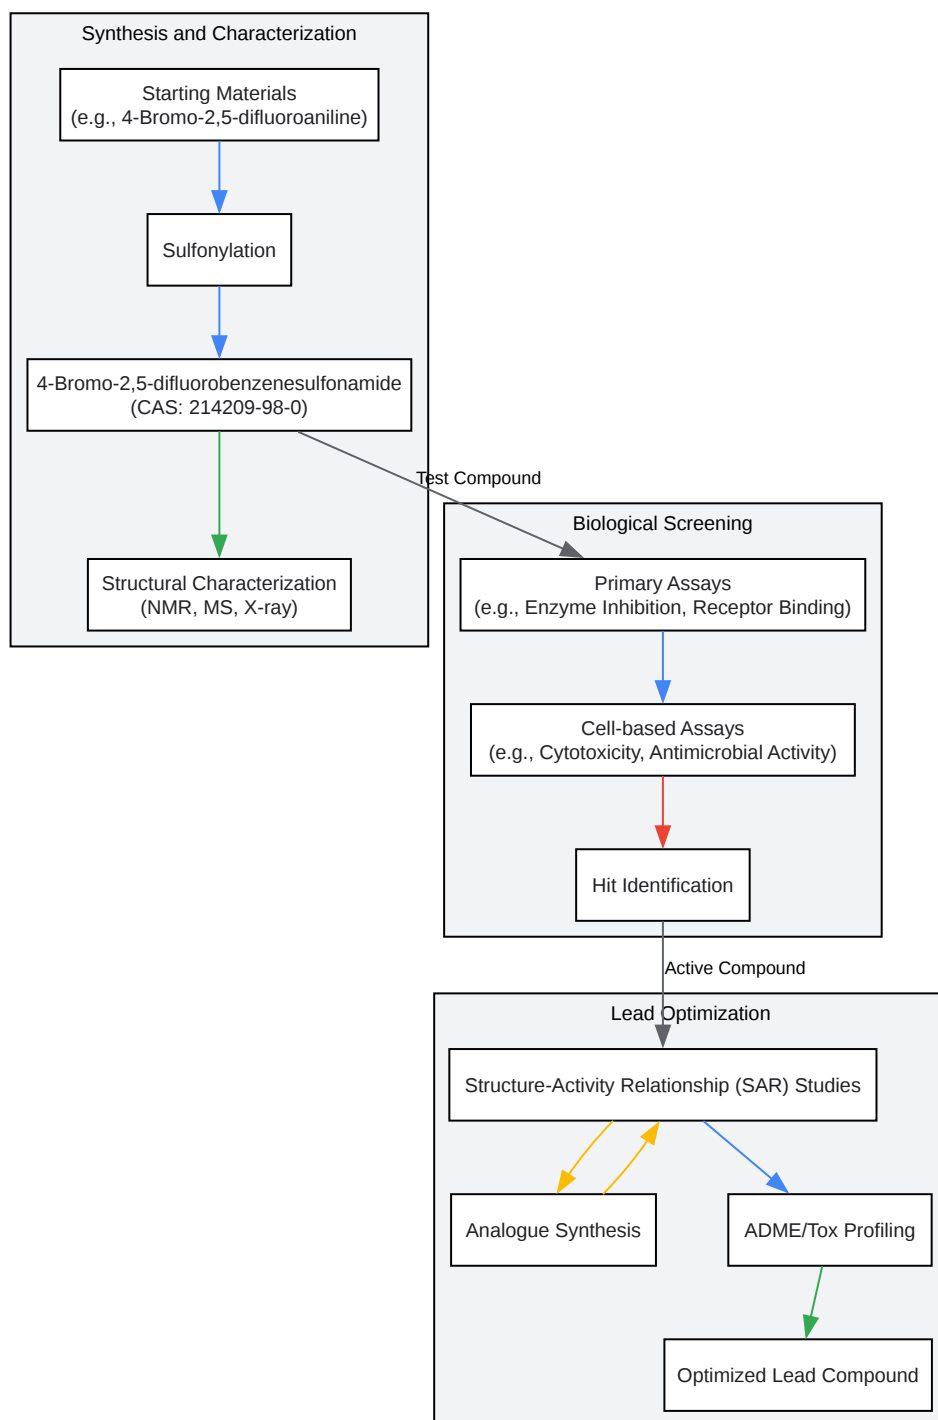 Synthesis and Characterization
Starting Materials
(e.g., 4-Bromo-2,5-difluoroaniline)
Sulfonylation
4-Bromo-2,5-difluorobenzenesulfonamide
(CAS: 214209-98-0)
Test Compound
Structural Characterization
(NMR, MS, X-ray)
Biological Screening
Primary Assays
(e.g., Enzyme Inhibition, Receptor Binding)
Cell-based Assays
(e.g., Cytotoxicity, Antimicrobial Activity)
Hit Identification
Active Compound
Lead Optimization
Structure-Activity Relationship (SAR) Studies
Analogue Synthesis
ADME/Tox Profiling
Optimized Lead Compound